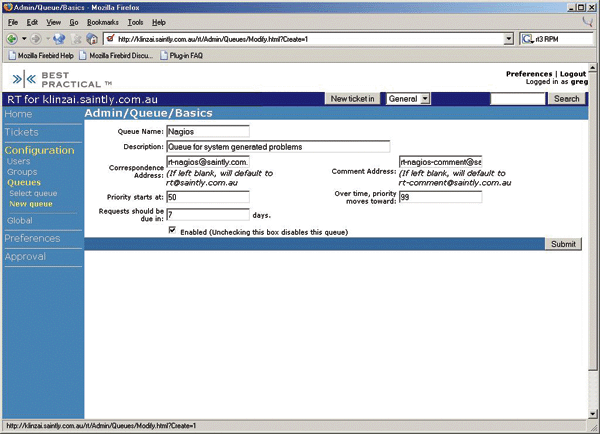 Admin/Queue/Basics - Mozilla Firefox
File Edit View Go Bookmarks Tools Help
http://klinzai.saintly.com.au/rt/Admin/Queues/Modify.html?Create=1 rt3 RPM
Mozilla Firebird Help Mozilla Firebird Discu... Plug-in FAQ
BEST PRACTICAL™
Preferences | Logout
Logged in as greg
RT for klinzai.saintly.com.au New ticket in General Search
Home
Tickets
Configuration
Users
Groups
Queues
Select queue
New queue
Global
Preferences
Approval
Admin/Queue/Basics
Queue Name: Nagios
Description: Queue for system generated problems
Correspondence Address: rt-nagios@saintly.com.
(If left blank, will default to
rt@saintly.com.au
Comment Address: rt-nagios-comment@sa
(If left blank, will default to
rt-comment@saintly.com.au
Priority starts at: 50
Over time, priority moves toward: 99
Requests should be due in: 7 days.
Enabled (Unchecking this box disables this queue)
Submit
http://klinzai.saintly.com.au/rt/Admin/Queues/Modify.html?Create=1